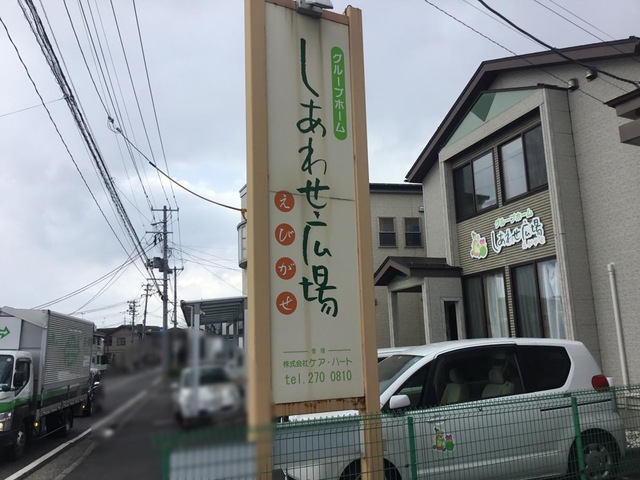 グループホーム
しあわせ広場
えびがせ
管理
株式会社ケア・ハート
tel. 270 0810
グループホーム
しあわせ広場